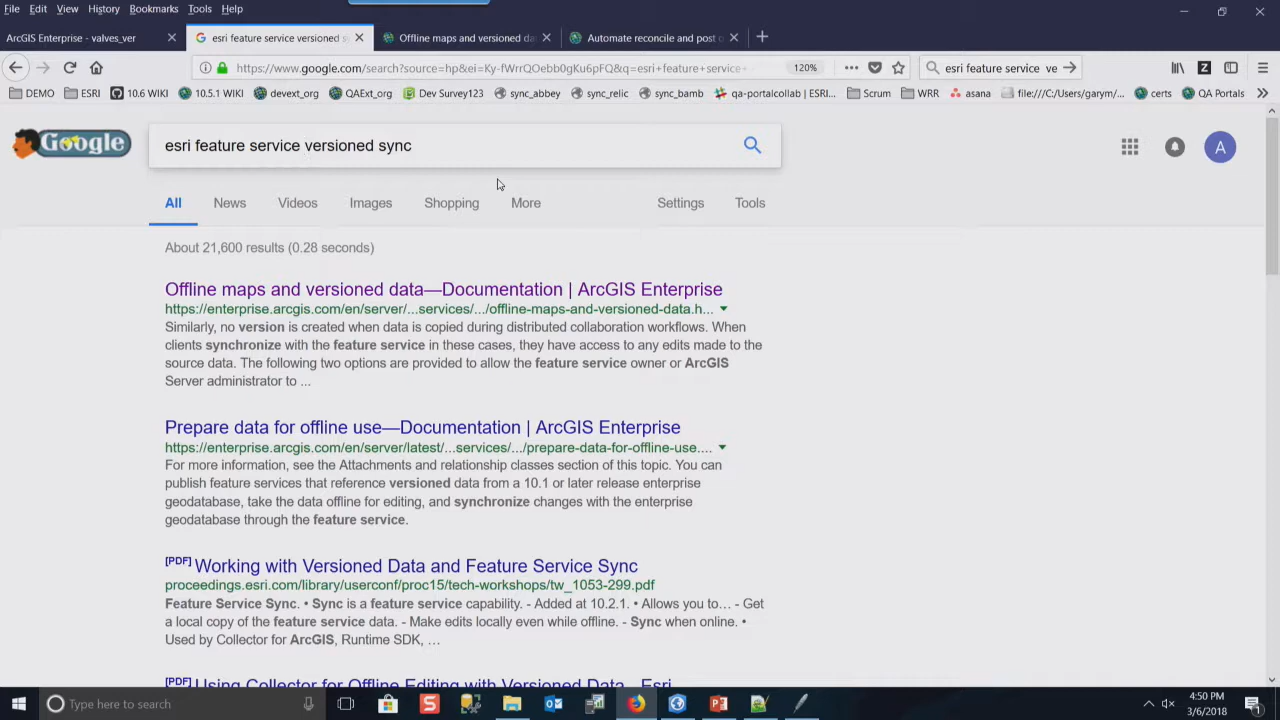 File Edit View History Bookmarks Tools Help
ArcGIS Enterprise - valves_ver
esri feature service versioned s
Offline maps and versioned da
Automate reconcile and post o
https://www.google.com/search?source=hp&ei=Ky-fWrrQOebb0gKu6pFQ&q=esri+feature+service
120%
esri feature service ve
DEMO ESRI 10.6 WIKI 10.5.1 WIKI devext_org QAExt_org Dev Survey123 sync_abbey sync_relic sync_bamb qa-portalcollab | ESRI... Scrum WRR asana file:///C:/Users/garym/... certs QA Portals
Google
esri feature service versioned sync
A
All News Videos Images Shopping More Settings Tools
About 21,600 results (0.28 seconds)
Offline maps and versioned data—Documentation | ArcGIS Enterprise
https://enterprise.arcgis.com/en/server/...services/.../offline-maps-and-versioned-data.h...
Similarly, no version is created when data is copied during distributed collaboration workflows. When
clients synchronize with the feature service in these cases, they have access to any edits made to the
source data. The following two options are provided to allow the feature service owner or ArcGIS
Server administrator to ...
Prepare data for offline use—Documentation | ArcGIS Enterprise
https://enterprise.arcgis.com/en/server/latest/...services/.../prepare-data-for-offline-use....
For more information, see the Attachments and relationship classes section of this topic. You can
publish feature services that reference versioned data from a 10.1 or later release enterprise
geodatabase, take the data offline for editing, and synchronize changes with the enterprise
geodatabase through the feature service.
[PDF] Working with Versioned Data and Feature Service Sync
proceedings.esri.com/library/userconf/proc15/tech-workshops/tw_1053-299.pdf
Feature Service Sync. • Sync is a feature service capability. - Added at 10.2.1. • Allows you to… - Get
a local copy of the feature service data. - Make edits locally even while offline. - Sync when online. •
Used by Collector for ArcGIS, Runtime SDK, …
[PDF] Using Collector for Offline Editing with Versioned Data - Esri
Type here to search
4:50 PM
3/6/2018
1